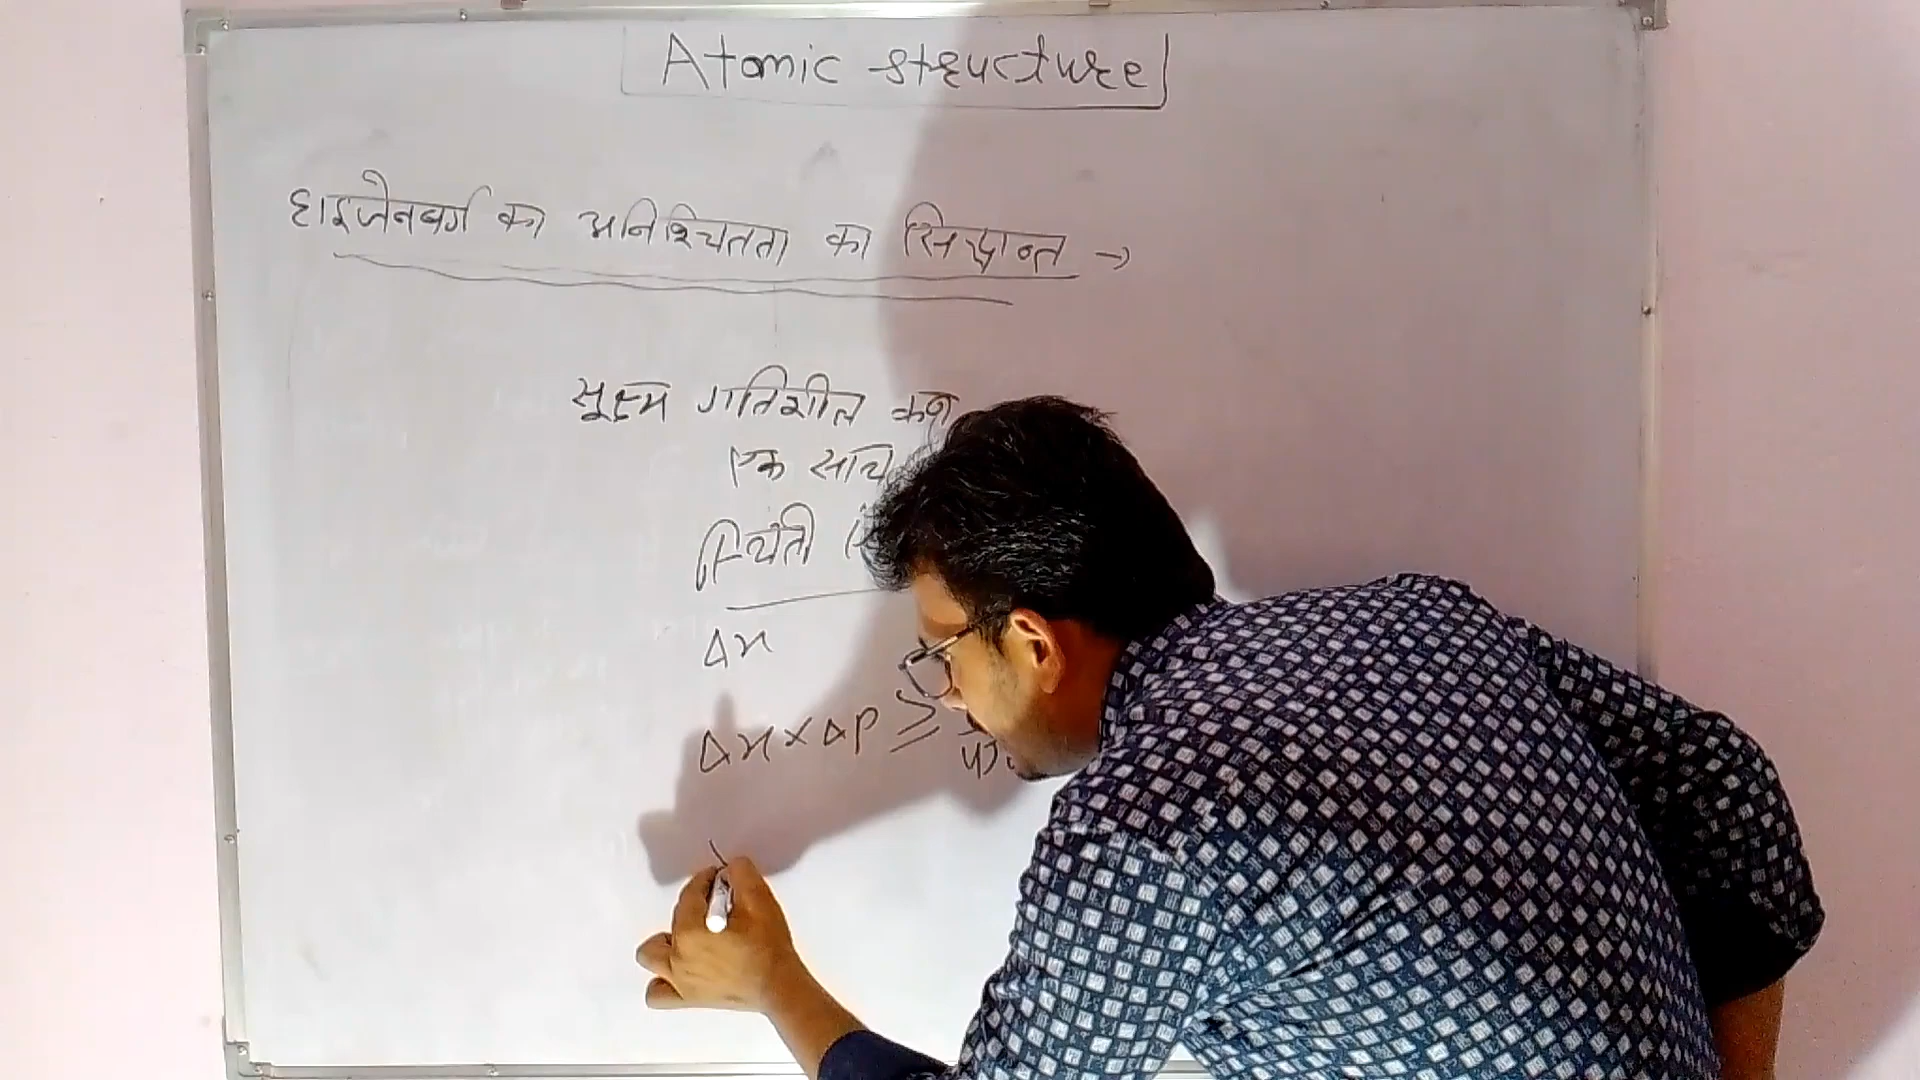 Atomic structure
हाइजेनबर्ग का अनिश्चितता का सिद्धान्त →
सूक्ष्म गतिशील कण
एक
स्थिती
Δx
Δx × Δp ≥